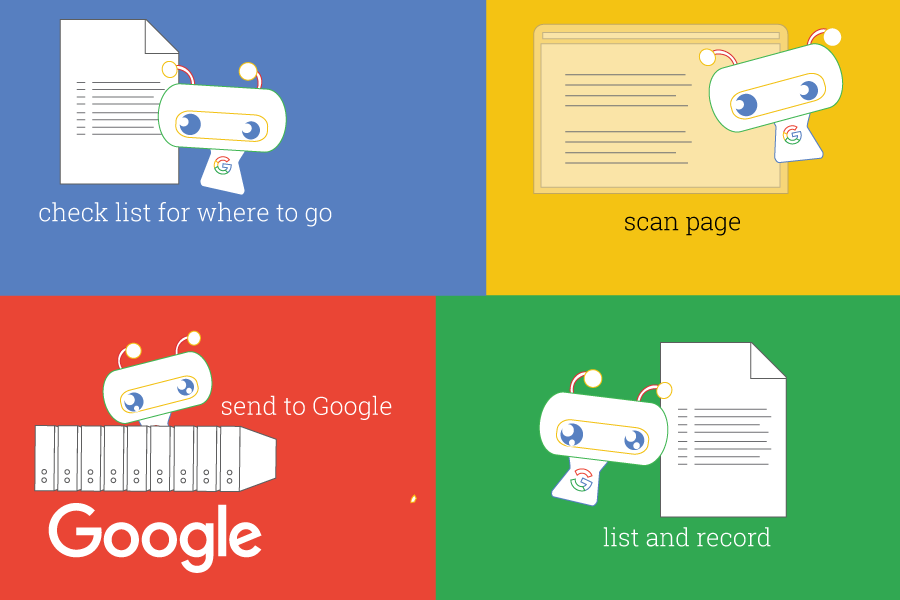 check list for where to go
scan page
send to Google
Google
list and record